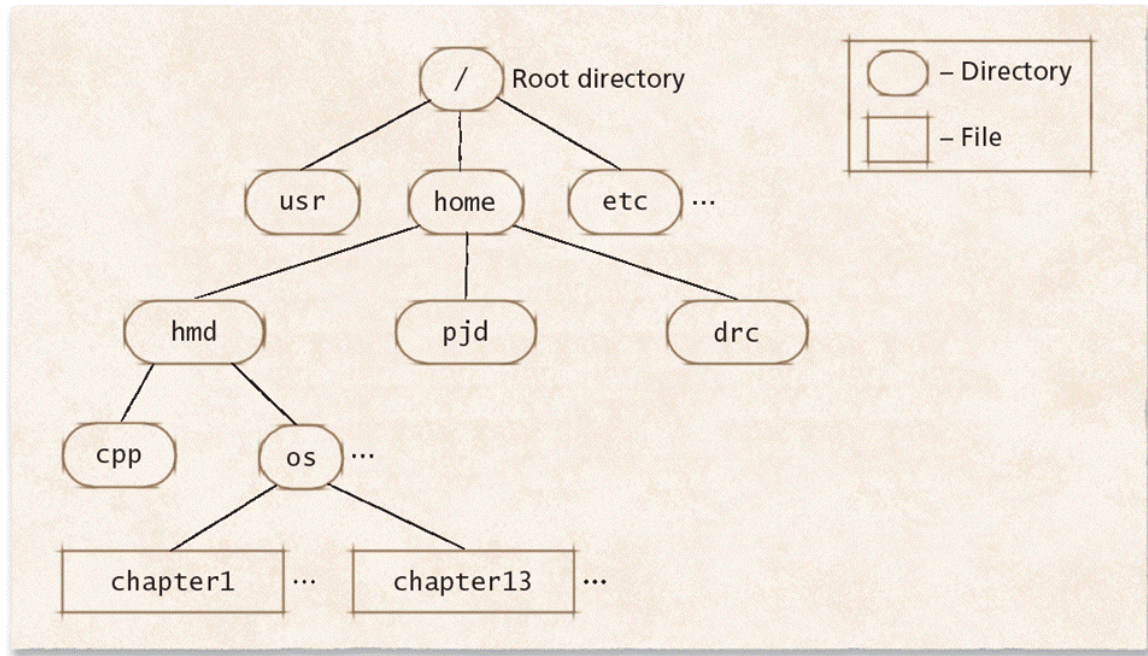 / Root directory
– Directory
– File
usr home etc ...
hmd pjd drc
cpp os ...
chapter1 ... chapter13 ...